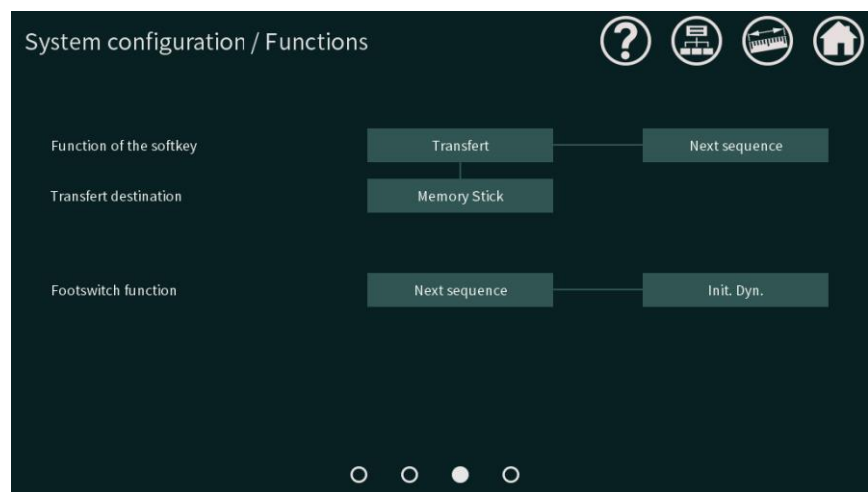 System configuration / Functions
?
Function of the softkey Transfert Next sequence
Transfert destination Memory Stick
Footswitch function Next sequence Init. Dyn.